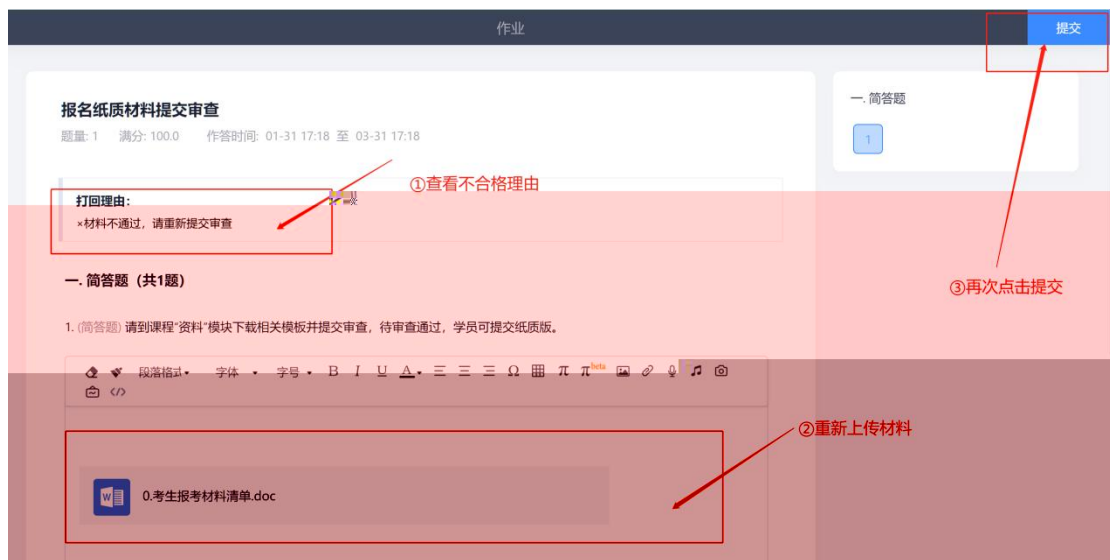 作业
提交
报名纸质材料提交审查
题量: 1 满分: 100.0 作答时间: 01-31 17:18 至 03-31 17:18
一. 简答题
1
①查看不合格理由
打回理由：
×材料不通过，请重新提交审查
③再次点击提交
一. 简答题（共1题）
1. (简答题) 请到课程“资料”模块下载相关模板并提交审查，待审查通过，学员可提交纸质版。
段落格式 字体 字号 B I U A Ω π π beta
</>
②重新上传材料
W
0.考生报考材料清单.doc